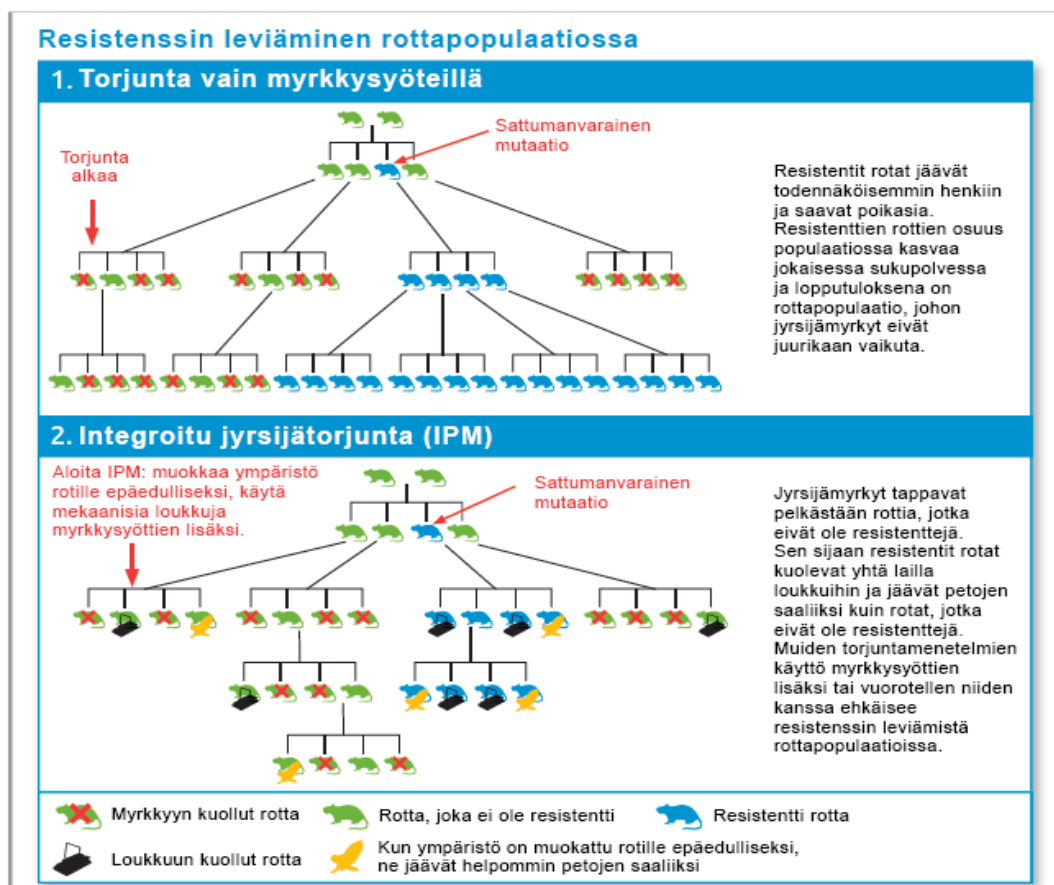 Resistenssin leviäminen rottapopulaatiossa
1. Torjunta vain myrkkysyöteillä
Sattumanvarainen
mutaatio
Torjunta
alkaa
Resistentit rotat jäävät
todennäköisemmin henkiin
ja saavat poikasia.
Resistenttien rottien osuus
populaatiossa kasvaa
jokaisessa sukupolvessa
ja lopputuloksena on
rottapopulaatio, johon
jyrsijämyrkyt eivät
juurikaan vaikuta.
2. Integroitu jyrsijätorjunta (IPM)
Aloita IPM: muokkaa ympäristö
rotille epäedulliseksi, käytä
mekaanisia loukkuja
myrkkysyöttien lisäksi.
Sattumanvarainen
mutaatio
Jyrsijämyrkyt tappavat
pelkästään rottia, jotka
eivät ole resistenttejä.
Sen sijaan resistentit rotat
kuolevat yhtä lailla
loukkuihin ja jäävät petojen
saaliiksi kuin rotat, jotka
eivät ole resistenttejä.
Muiden torjuntamenetelmien
käyttö myrkkysyöttien
lisäksi tai vuorotellen niiden
kanssa ehkäisee
resistenssin leviämistä
rottapopulaatioissa.
Myrkkyyn kuollut rotta
Rotta, joka ei ole resistentti
Resistentti rotta
Loukkuun kuollut rotta
Kun ympäristö on muokattu rotille epäedulliseksi,
ne jäävät helpommin petojen saaliiksi